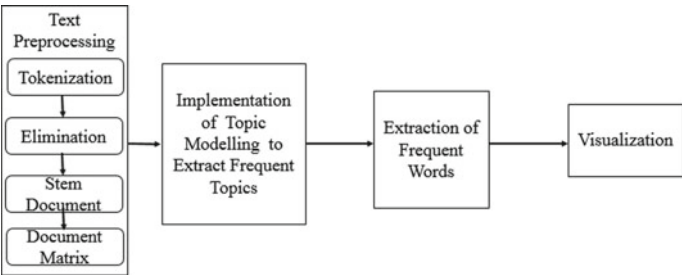 Text
Preprocessing
Tokenization
Elimination
Stem
Document
Document
Matrix
Implementation
of Topic
Modelling to
Extract Frequent
Topics
Extraction of
Frequent
Words
Visualization